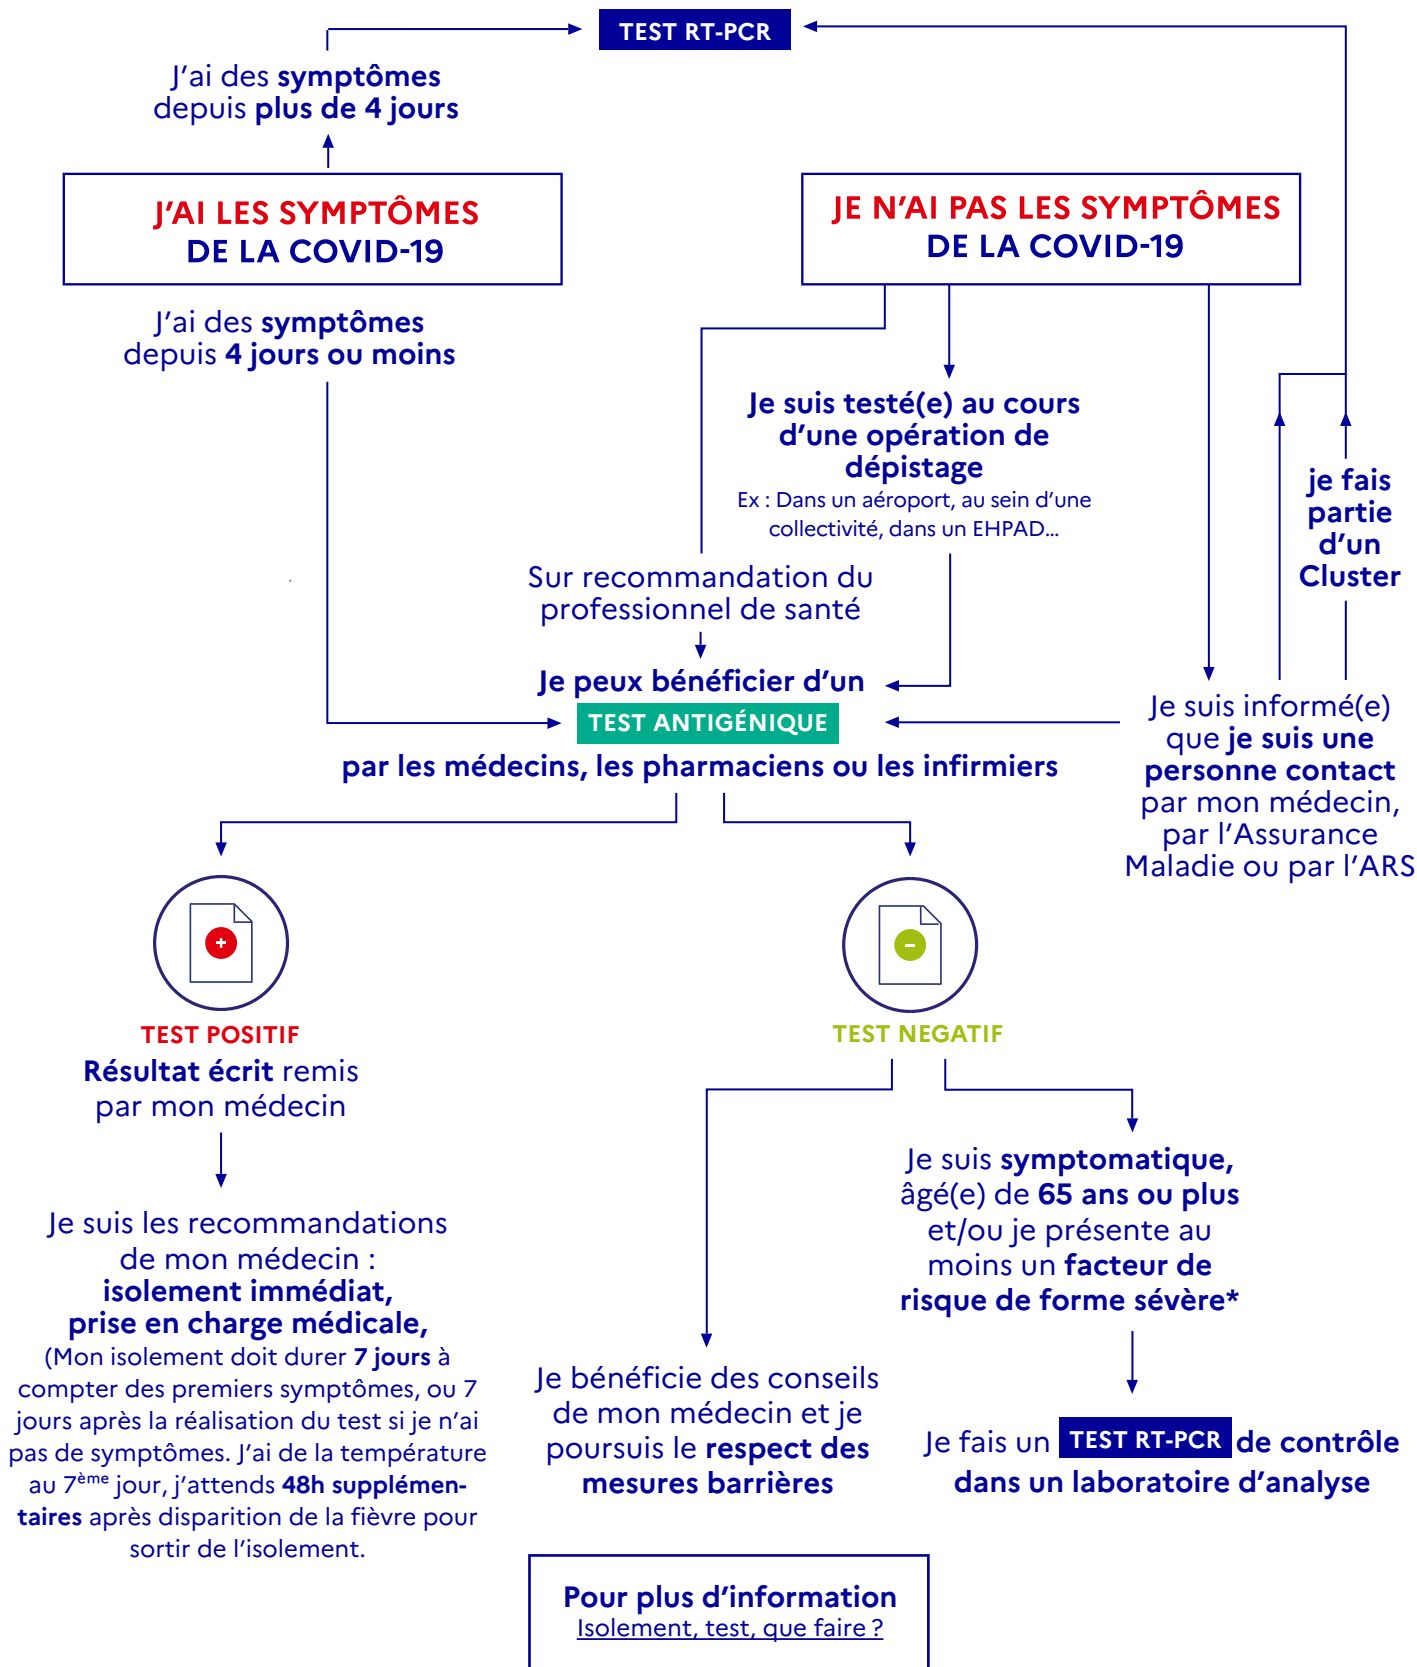 TEST RT-PCR
J'ai des symptômes
depuis plus de 4 jours
J'AI LES SYMPTÔMES
DE LA COVID-19
JE N'AI PAS LES SYMPTÔMES
DE LA COVID-19
J'ai des symptômes
depuis 4 jours ou moins
Je suis testé(e) au cours
d'une opération de
dépistage
Ex : Dans un aéroport, au sein d'une
collectivité, dans un EHPAD...
je fais
partie
d'un
Cluster
Sur recommandation du
professionnel de santé
Je peux bénéficier d'un
TEST ANTIGÉNIQUE
par les médecins, les pharmaciens ou les infirmiers
Je suis informé(e)
que je suis une
personne contact
par mon médecin,
par l'Assurance
Maladie ou par l'ARS
+
TEST POSITIF
Résultat écrit remis
par mon médecin
Je suis les recommandations
de mon médecin :
isolement immédiat,
prise en charge médicale,
(Mon isolement doit durer 7 jours à
compter des premiers symptômes, ou 7
jours après la réalisation du test si je n'ai
pas de symptômes. J'ai de la température
au 7ème jour, j'attends 48h supplémen-
taires après disparition de la fièvre pour
sortir de l'isolement.
-
TEST NEGATIF
Je bénéficie des conseils
de mon médecin et je
poursuis le respect des
mesures barrières
Je suis symptomatique,
âgé(e) de 65 ans ou plus
et/ou je présente au
moins un facteur de
risque de forme sévère*
Je fais un TEST RT-PCR de contrôle
dans un laboratoire d'analyse
Pour plus d'information
Isolement, test, que faire ?